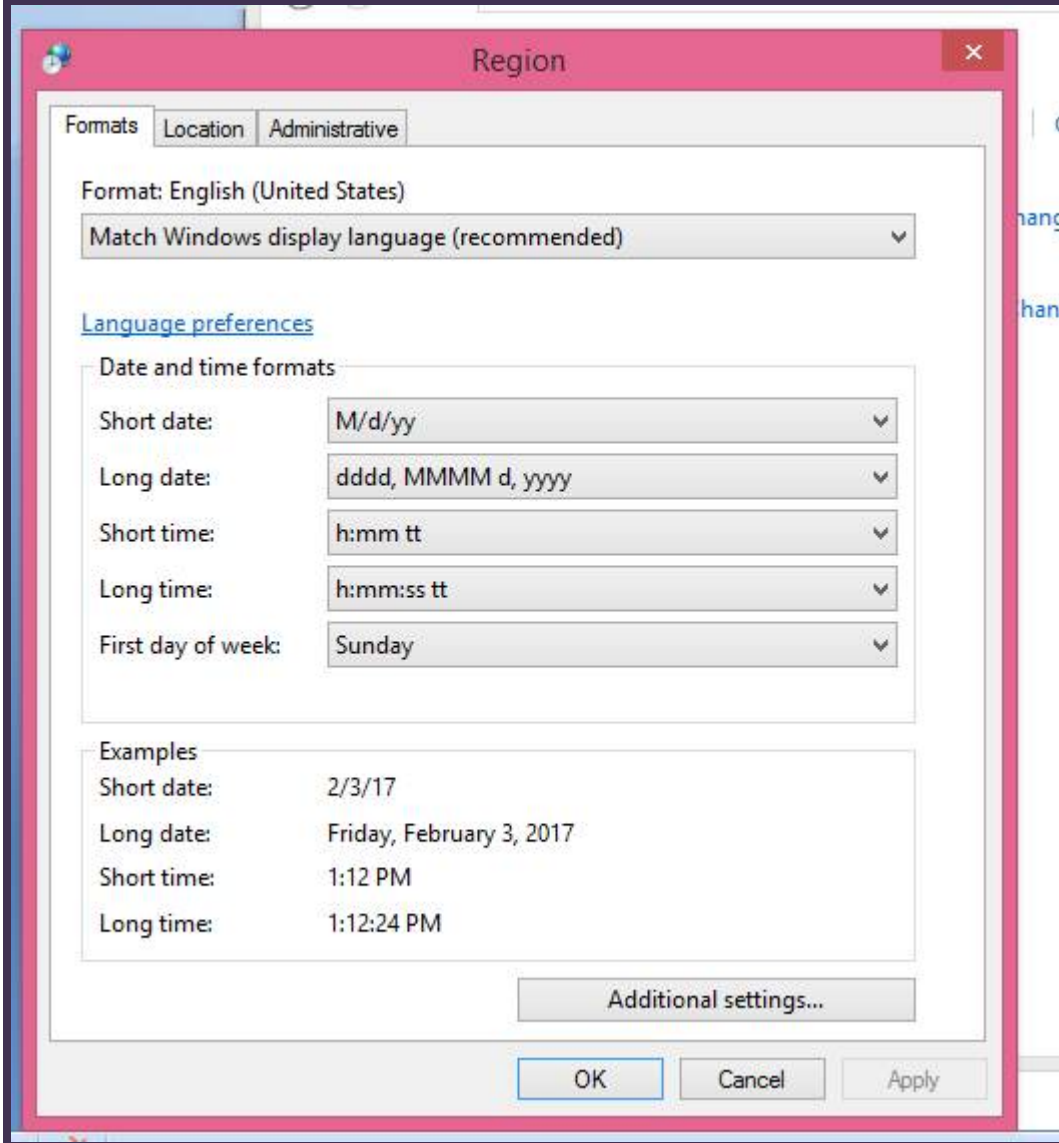 Region
Formats
Location
Administrative
Format: English (United States)
Match Windows display language (recommended)
Language preferences
Date and time formats
Short date: M/d/yy
Long date: dddd, MMMM d, yyyy
Short time: h:mm tt
Long time: h:mm:ss tt
First day of week: Sunday
Examples
Short date: 2/3/17
Long date: Friday, February 3, 2017
Short time: 1:12 PM
Long time: 1:12:24 PM
Additional settings...
OK
Cancel
Apply